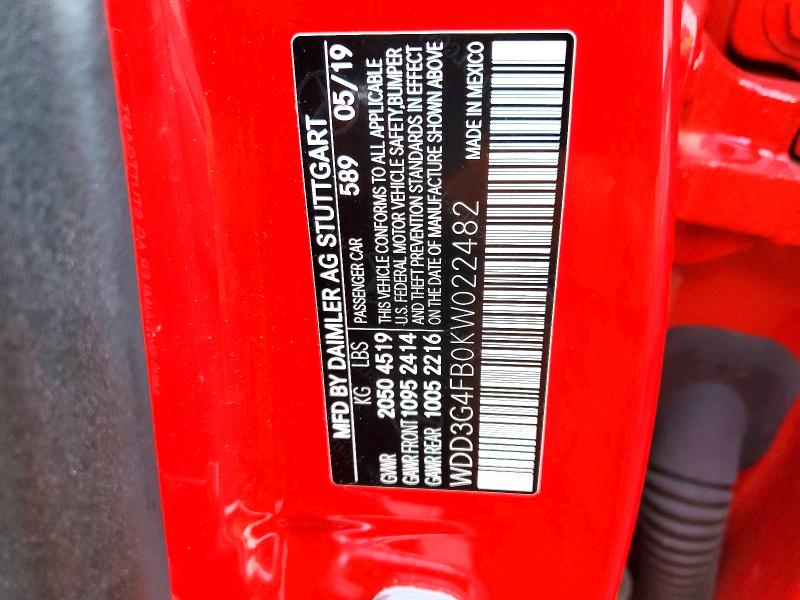 MFD BY DAIMLER AG STUTTGART
KG LBS PASSENGER CAR 589 05/19
GVWR 2050 4519 THIS VEHICLE CONFORMS TO ALL APPLICABLE
GAWR FRONT 1095 2414 U.S. FEDERAL MOTOR VEHICLE SAFETY, BUMPER
GAWR REAR 1005 2216 AND THEFT PREVENTION STANDARDS IN EFFECT
ON THE DATE OF MANUFACTURE SHOWN ABOVE
WDD3G4FB0KW022482 MADE IN MEXICO